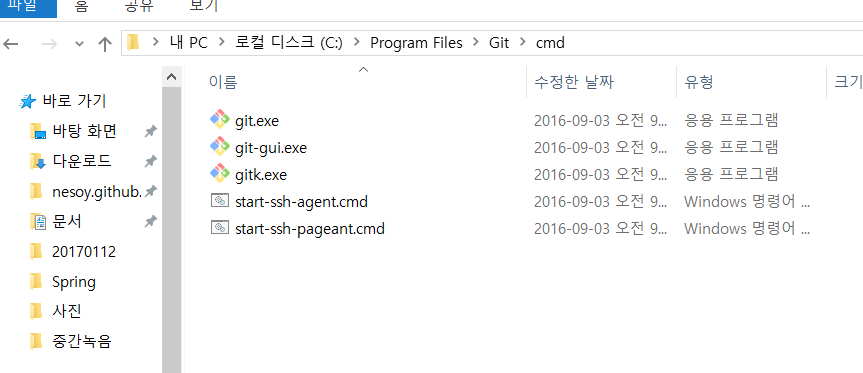 파일 홈 공유 보기
내 PC > 로컬 디스크 (C:) > Program Files > Git > cmd
이름 수정한 날짜 유형 크기
바로 가기
바탕 화면
다운로드
nesoy.github.
문서
20170112
Spring
사진
중간녹음
git.exe 2016-09-03 오전 9... 응용 프로그램
git-gui.exe 2016-09-03 오전 9... 응용 프로그램
gitk.exe 2016-09-03 오전 9... 응용 프로그램
start-ssh-agent.cmd 2016-09-03 오전 9... Windows 명령어 ...
start-ssh-pageant.cmd 2016-09-03 오전 9... Windows 명령어 ...